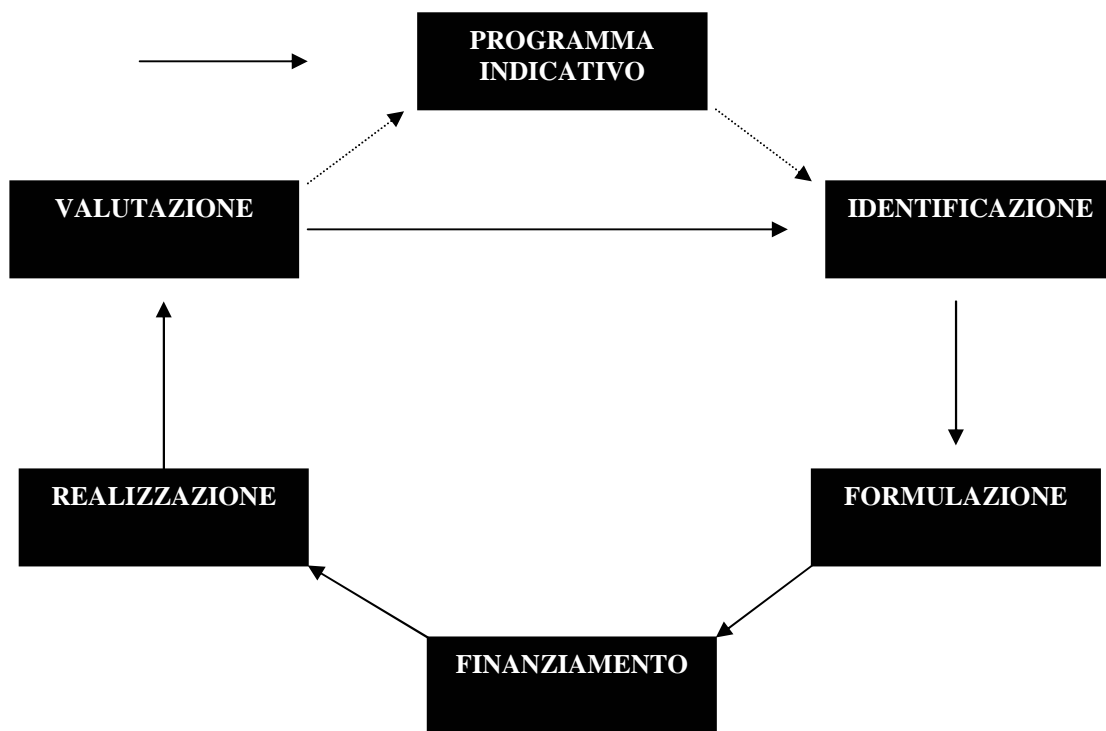 PROGRAMMA
INDICATIVO
VALUTAZIONE
IDENTIFICAZIONE
REALIZZAZIONE
FORMULAZIONE
FINANZIAMENTO